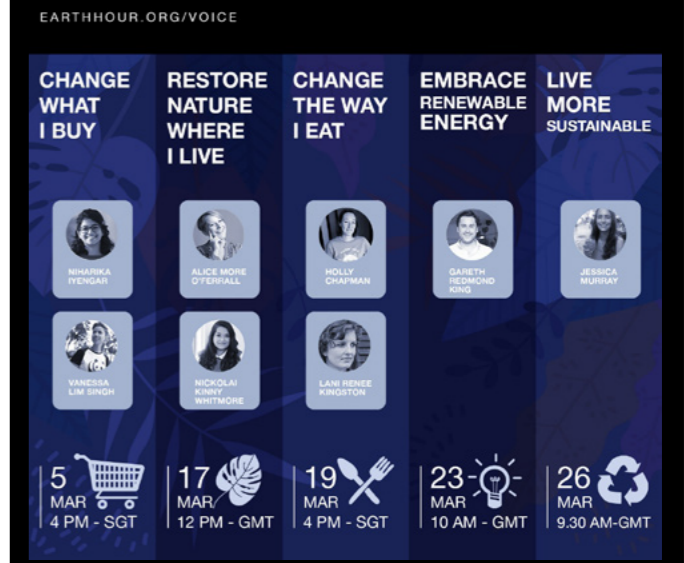 EARTHHOUR.ORG/VOICE
CHANGE
WHAT
I BUY
NIHARIKA
IYENGAR
VANESSA
LIM SINGH
5
MAR
4 PM - SGT
RESTORE
NATURE
WHERE
I LIVE
ALICE MORE
O'FERRALL
NICKOLAI
KINNY
WHITMORE
17
MAR
12 PM - GMT
CHANGE
THE WAY
I EAT
HOLLY
CHAPMAN
LANI RENEE
KINGSTON
19
MAR
4 PM - SGT
EMBRACE
RENEWABLE
ENERGY
GARETH
REDMOND
KING
23
MAR
10 AM - GMT
LIVE
MORE
SUSTAINABLE
JESSICA
MURRAY
26
MAR
9.30 AM-GMT